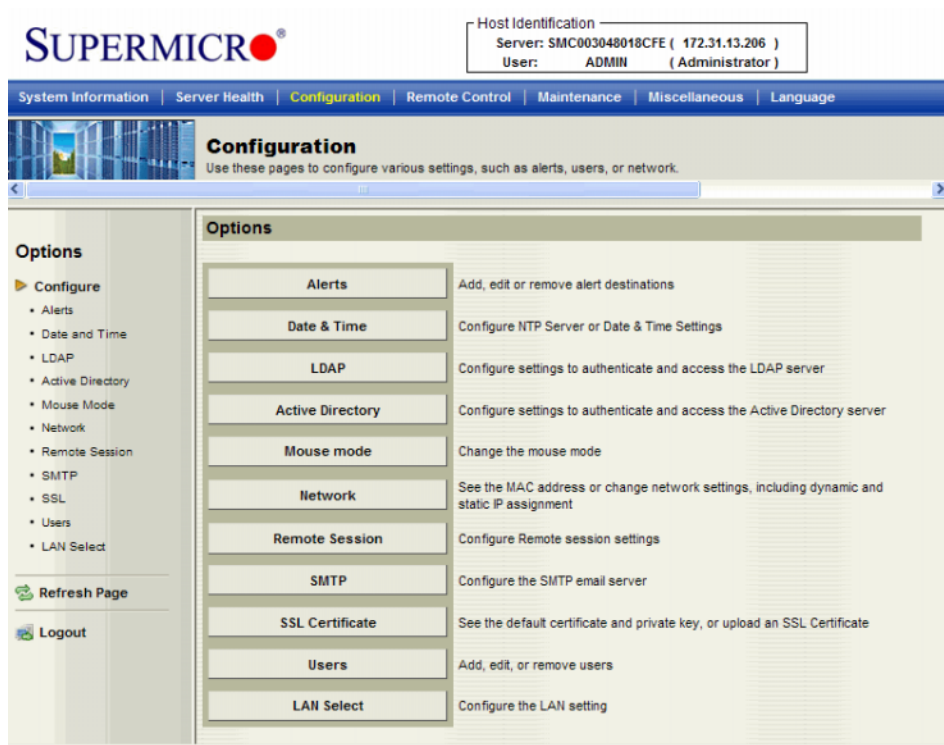 SUPERMICRO®
Host Identification
Server: SMC003048018CFE ( 172.31.13.206 )
User: ADMIN ( Administrator )
System Information | Server Health | Configuration | Remote Control | Maintenance | Miscellaneous | Language
Configuration
Use these pages to configure various settings, such as alerts, users, or network.
Options
Configure
• Alerts
• Date and Time
• LDAP
• Active Directory
• Mouse Mode
• Network
• Remote Session
• SMTP
• SSL
• Users
• LAN Select
Refresh Page
Logout
Options
Alerts Add, edit or remove alert destinations
Date & Time Configure NTP Server or Date & Time Settings
LDAP Configure settings to authenticate and access the LDAP server
Active Directory Configure settings to authenticate and access the Active Directory server
Mouse mode Change the mouse mode
Network See the MAC address or change network settings, including dynamic and
static IP assignment
Remote Session Configure Remote session settings
SMTP Configure the SMTP email server
SSL Certificate See the default certificate and private key, or upload an SSL Certificate
Users Add, edit, or remove users
LAN Select Configure the LAN setting